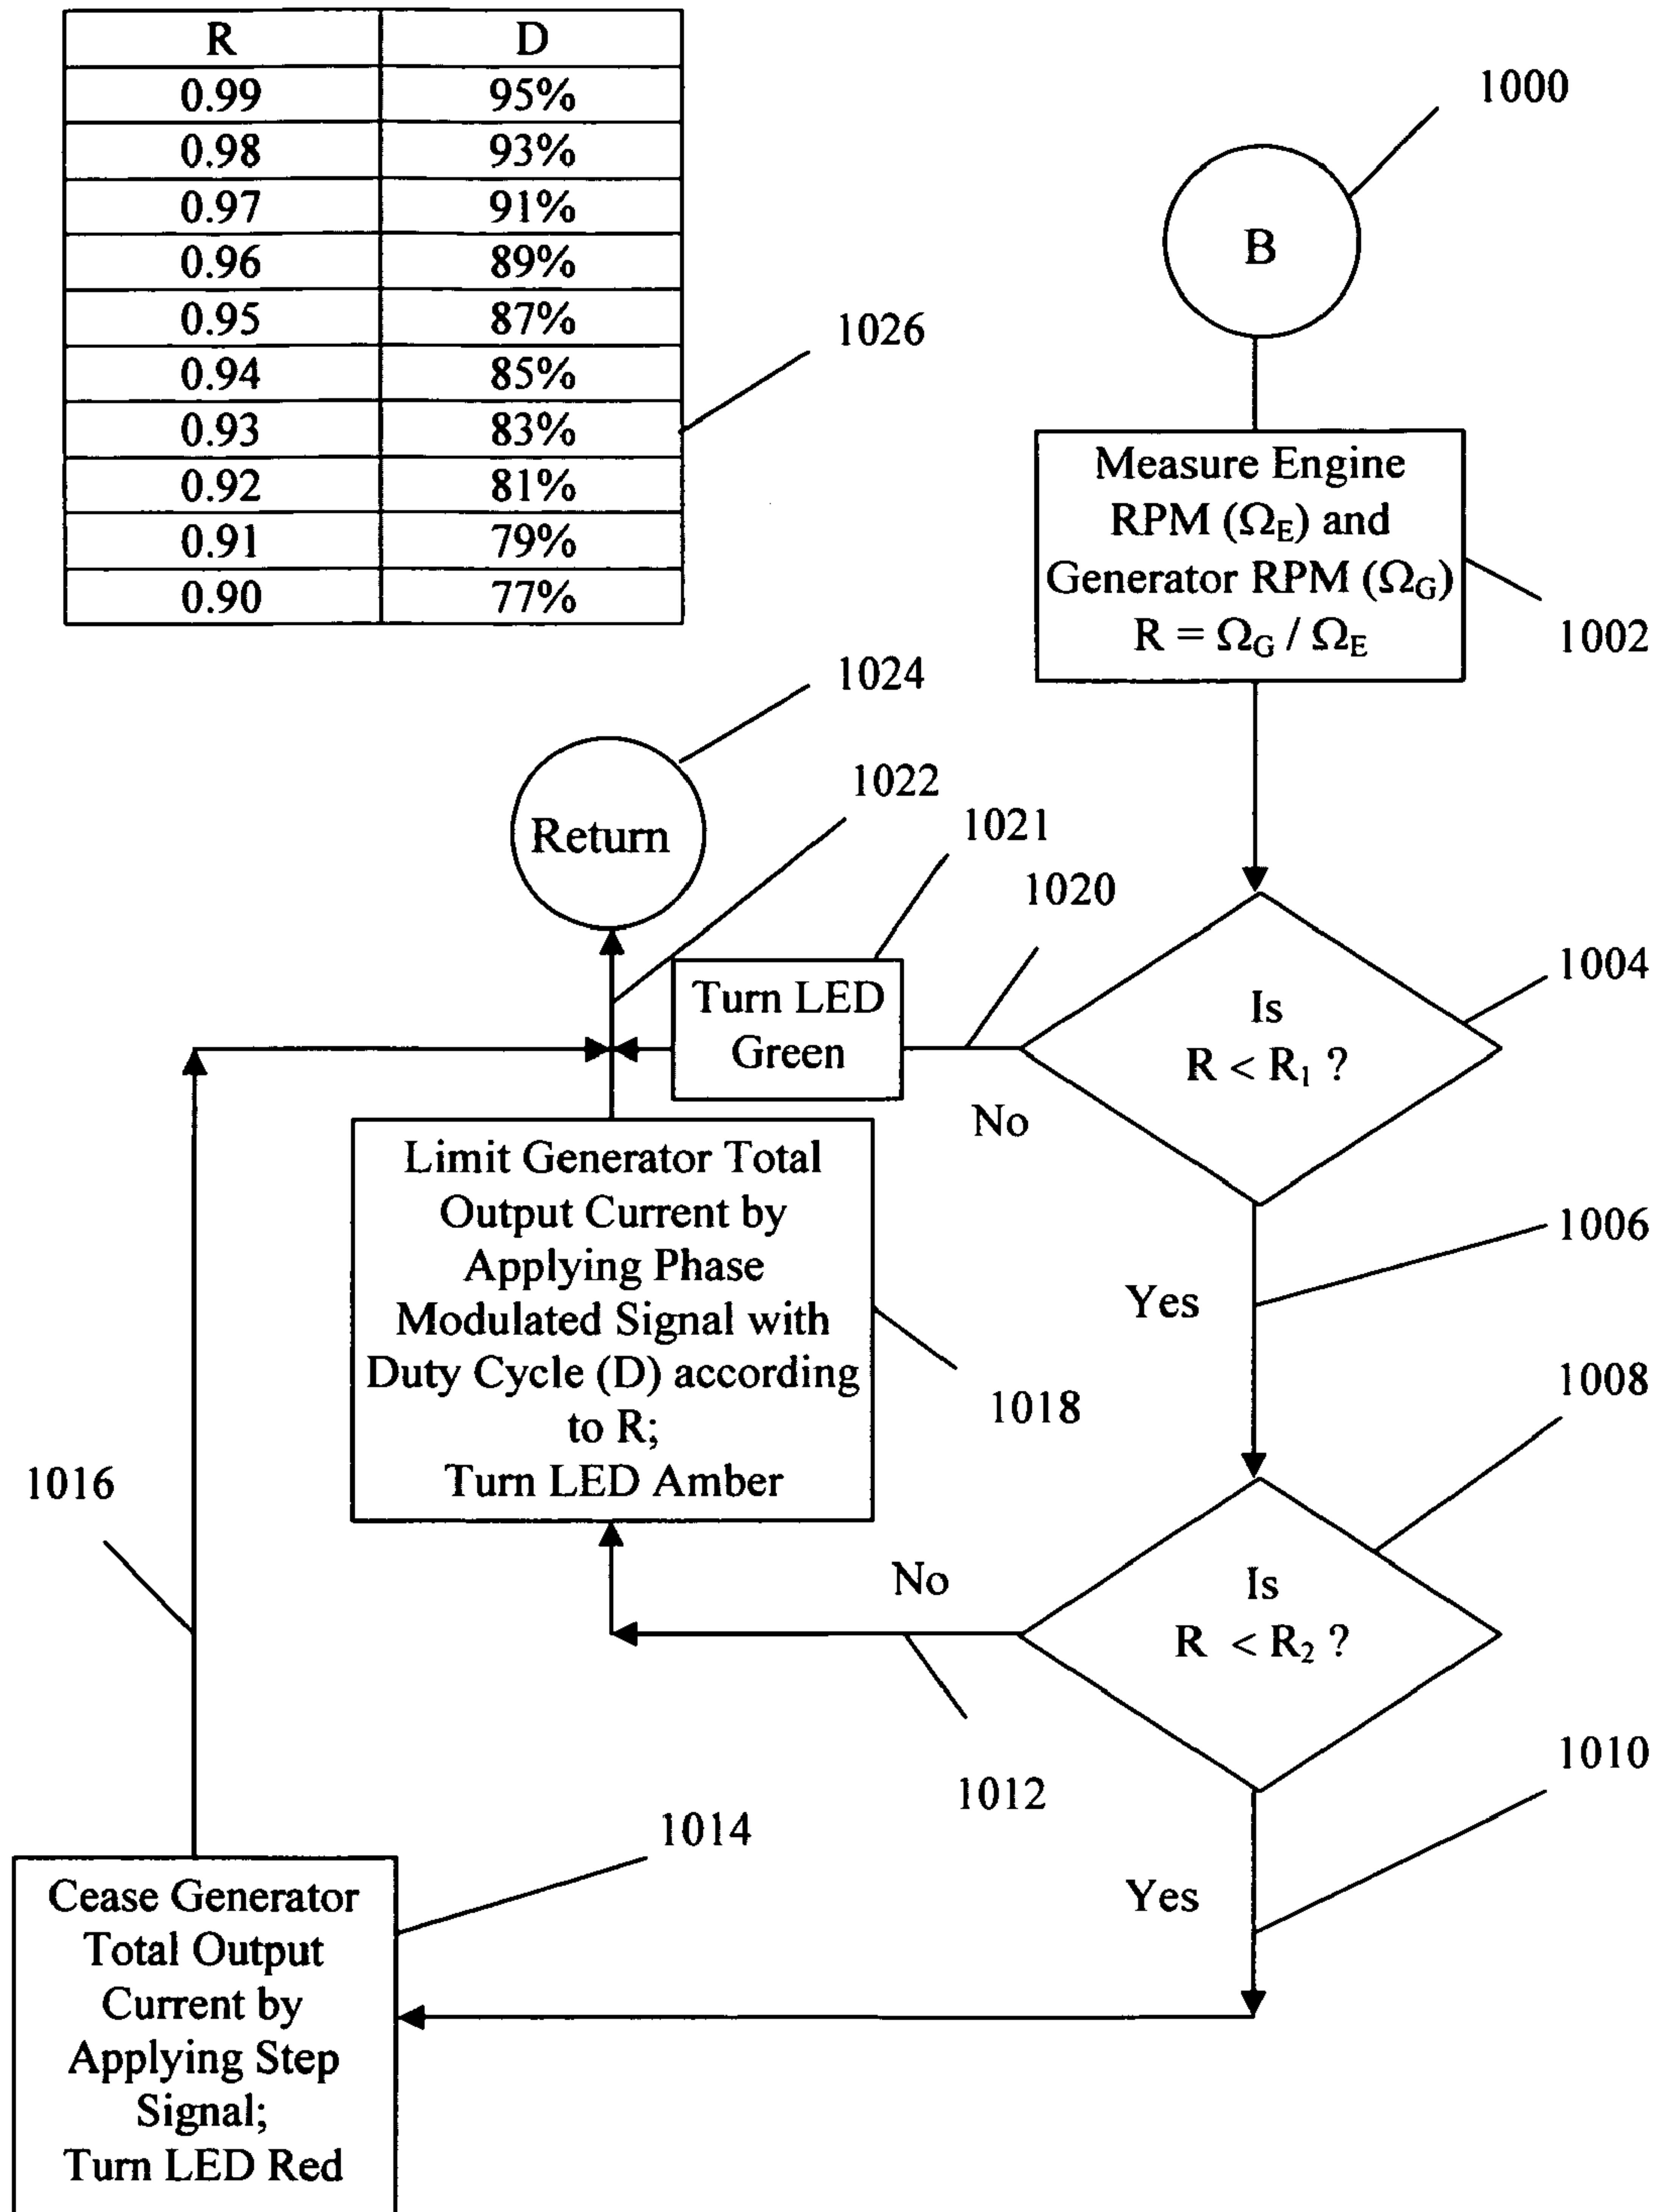 R D
0.99 95%
0.98 93%
0.97 91%
0.96 89%
0.95 87%
0.94 85%
0.93 83%
0.92 81%
0.91 79%
0.90 77%
1026
1000
B
Measure Engine
RPM (Ω_E) and
Generator RPM (Ω_G)
R = Ω_G / Ω_E
1002
1024
Return
1022
1021
1020
Turn LED
Green
1004
Is
R < R₁ ?
No
1006
Yes
Limit Generator Total
Output Current by
Applying Phase
Modulated Signal with
Duty Cycle (D) according
to R;
Turn LED Amber
1018
1008
Is
R < R₂ ?
No
1012
1010
Yes
1016
1014
Cease Generator
Total Output
Current by
Applying Step
Signal;
Turn LED Red